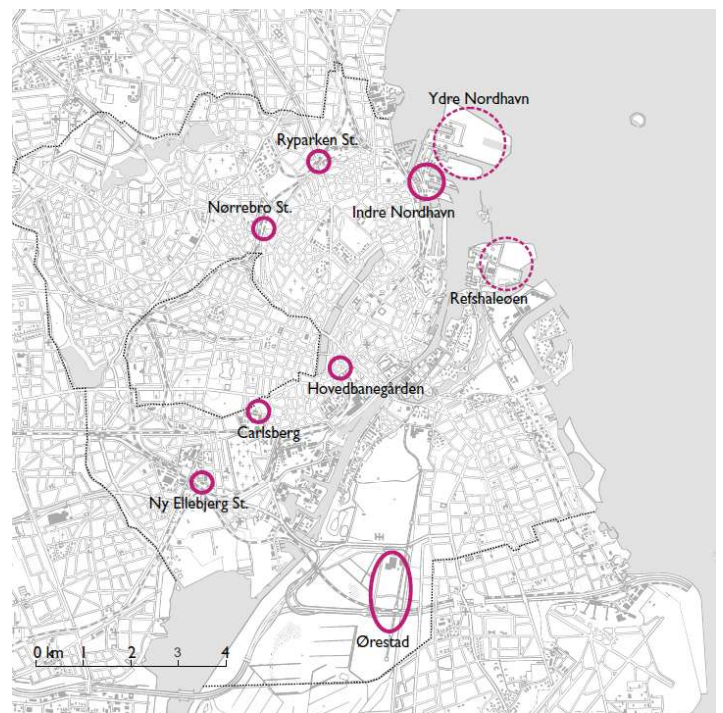 Ydre Nordhavn
Ryparken St.
Nørrebro St.
Indre Nordhavn
Refshaleøen
Hovedbanegården
Carlsberg
Ny Ellebjerg St.
Ørestad
0 km 1 2 3 4